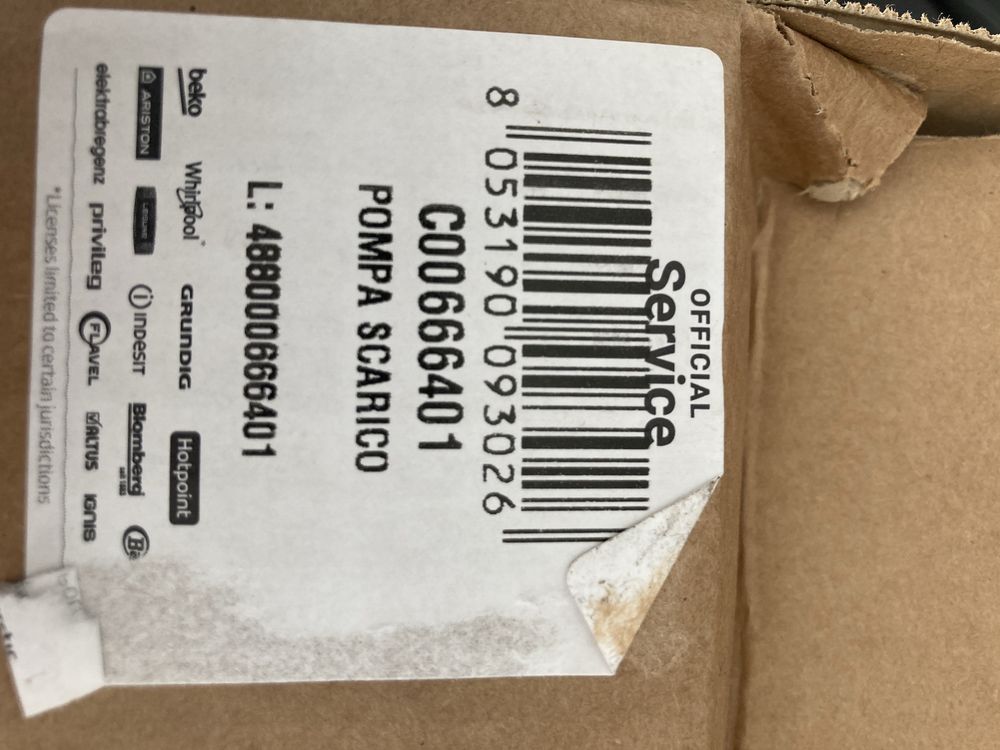 OFFICIAL
Service
8 053190 093026
C00666401
POMPA SCARICO
L: 488000666401
beko Whirlpool GRUNDIG Hotpoint
ARISTON LEISURE INDESIT Blomberg
elektrabregenz privileg FLAVEL ALTUS IGNIS
*Licenses limited to certain jurisdictions